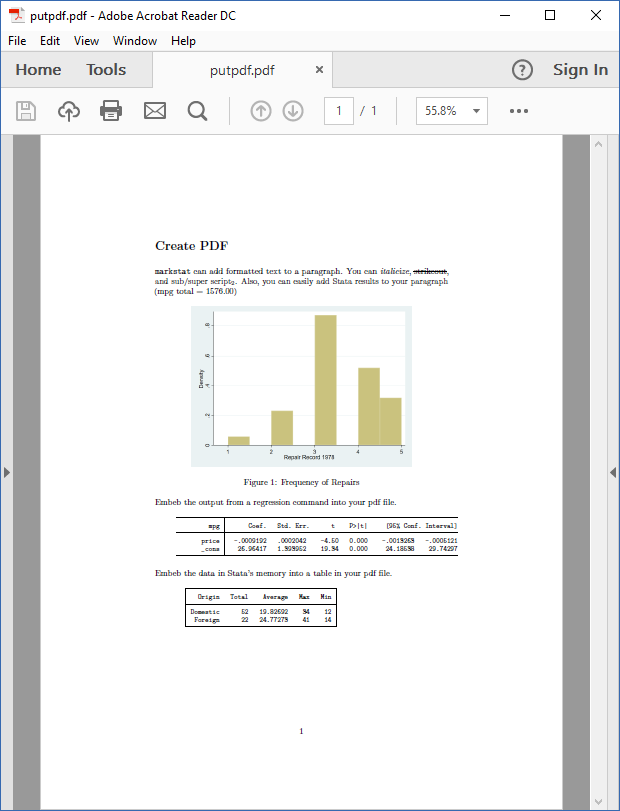 putpdf.pdf - Adobe Acrobat Reader DC
File Edit View Window Help
Home Tools putpdf.pdf × ? Sign In
1 / 1 55.8%
Create PDF
markstat can add formatted text to a paragraph. You can italicize, strikeout,
and sub/super script₂. Also, you can easily add Stata results to your paragraph
(mpg total = 1576.00)
Density
0 .2 .4 .6 .8
1 2 3 4 5
Repair Record 1978
Figure 1: Frequency of Repairs
Embeb the output from a regression command into your pdf file.
mpg Coef. Std. Err. t P>|t| [95% Conf. Interval]
price -.0009192 .0002042 -4.50 0.000 -.0013263 -.0005121
_cons 26.96417 1.393952 19.34 0.000 24.18538 29.74297
Embeb the data in Stata's memory into a table in your pdf file.
Origin Total Average Max Min
Domestic 52 19.82692 34 12
Foreign 22 24.77273 41 14
1